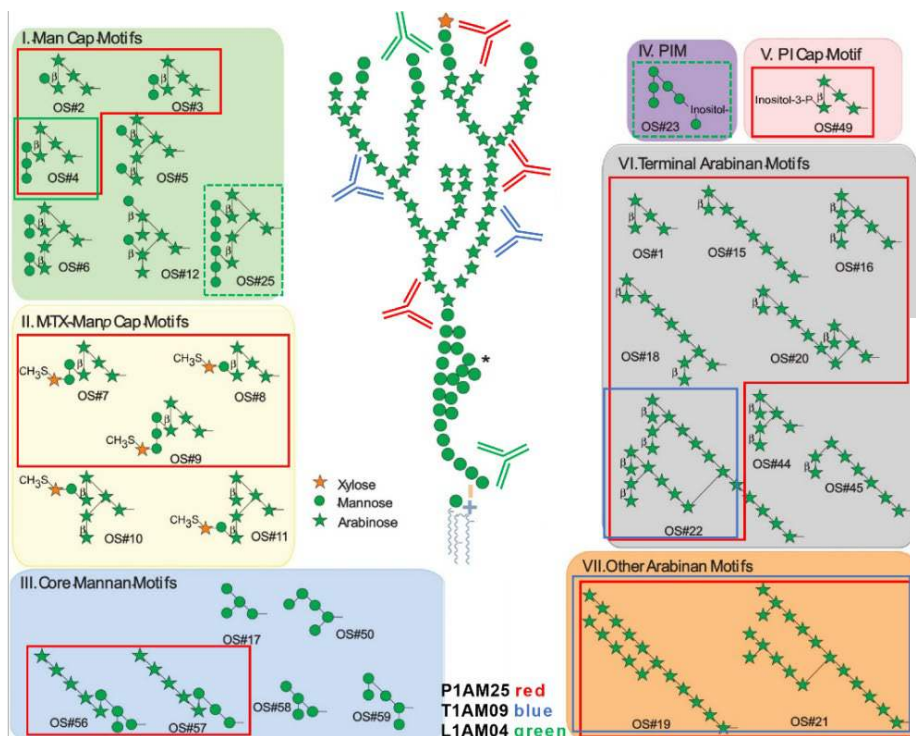 I. Man Cap Motifs
β
OS#2
β
OS#3
β
OS#4
β
β
OS#5
β
β
OS#6
β
β
OS#12
β
β
OS#25
II. MTX-Manp Cap Motifs
CH₃S
β
OS#7
CH₃S
β
OS#8
CH₃S
β
OS#9
CH₃S
β
OS#10
CH₃S
OS#11
III. Core Mannan Motifs
OS#17
OS#50
OS#56
OS#57
OS#58
OS#59
*
Xylose
Mannose
Arabinose
P1AM25 red
T1AM09 blue
L1AM04 green
IV. PIM
Inositol-
OS#23
V. PI Cap Motif
Inositol-3-P
β
OS#49
VI. Terminal Arabinan Motifs
β
OS#1
β
OS#15
β
β
OS#16
β
β
OS#18
β
β
β
OS#20
β
β
β
OS#22
β
β
OS#44
β
OS#45
VII. Other Arabinan Motifs
OS#19
OS#21